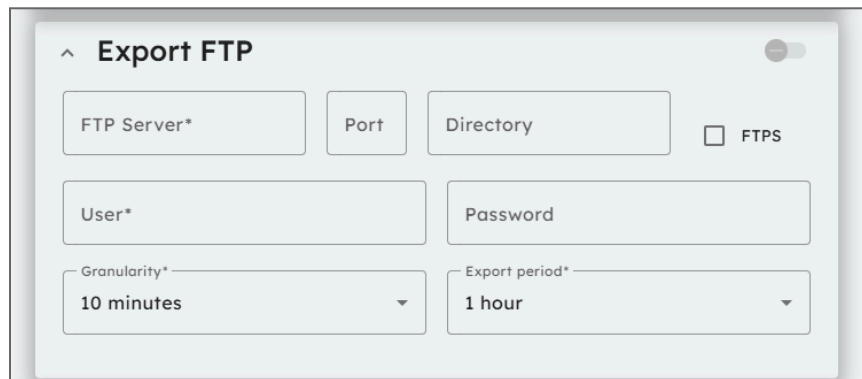 Export FTP
FTP Server*
Port
Directory
FTPS
User*
Password
Granularity*
Export period*
10 minutes
1 hour